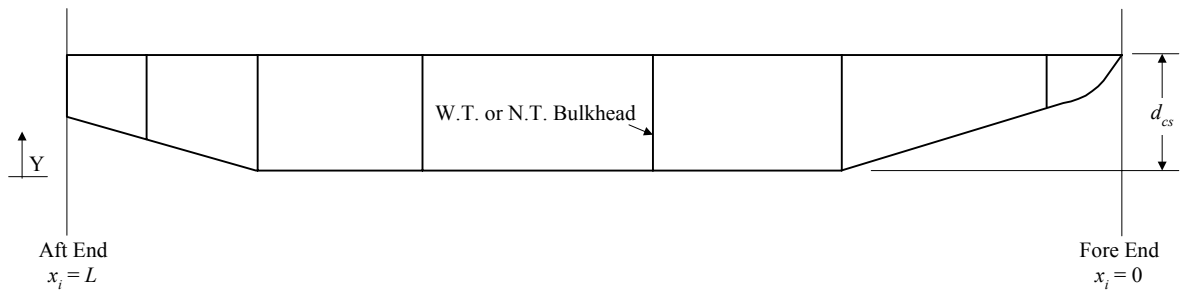 W.T. or N.T. Bulkhead
d_cs
Y
Aft End
x_i = L
Fore End
x_i = 0